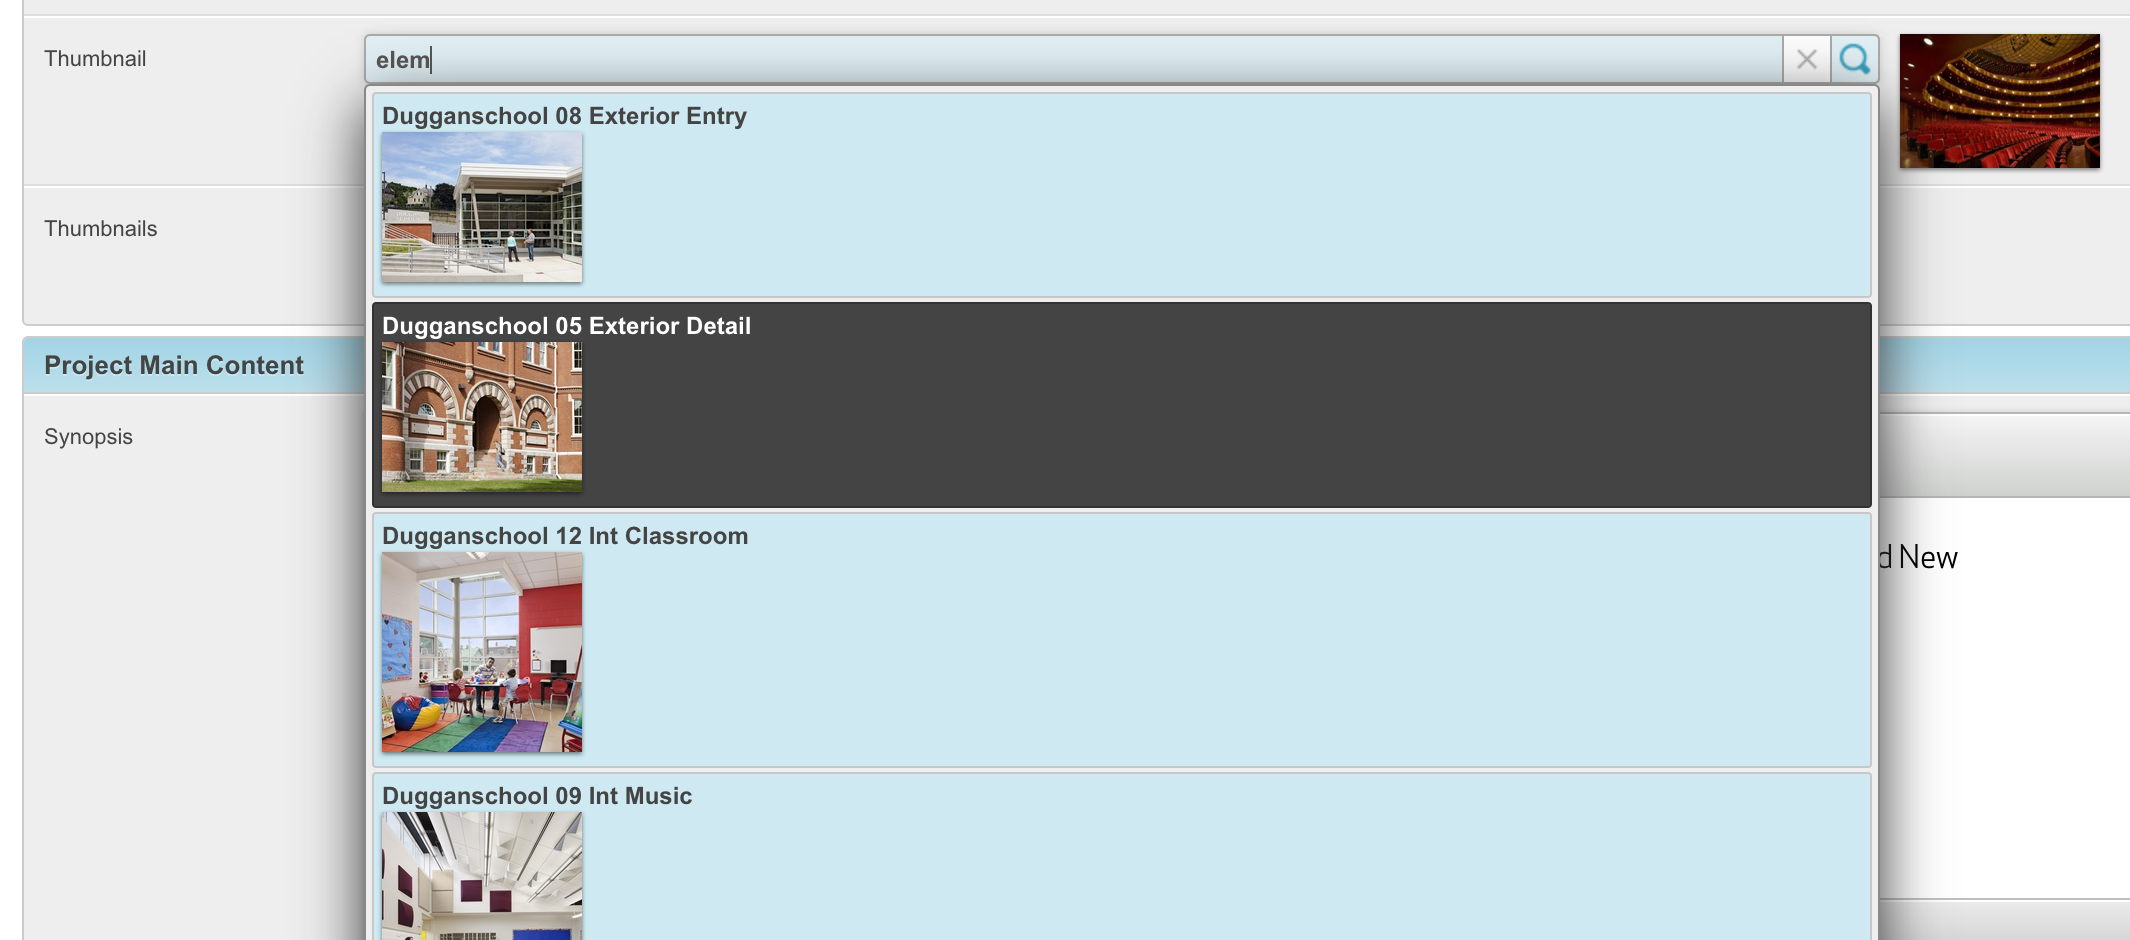 Thumbnail
elem
Dugganschool 08 Exterior Entry
Thumbnails
Dugganschool 05 Exterior Detail
Project Main Content
Synopsis
Dugganschool 12 Int Classroom
d New
Dugganschool 09 Int Music